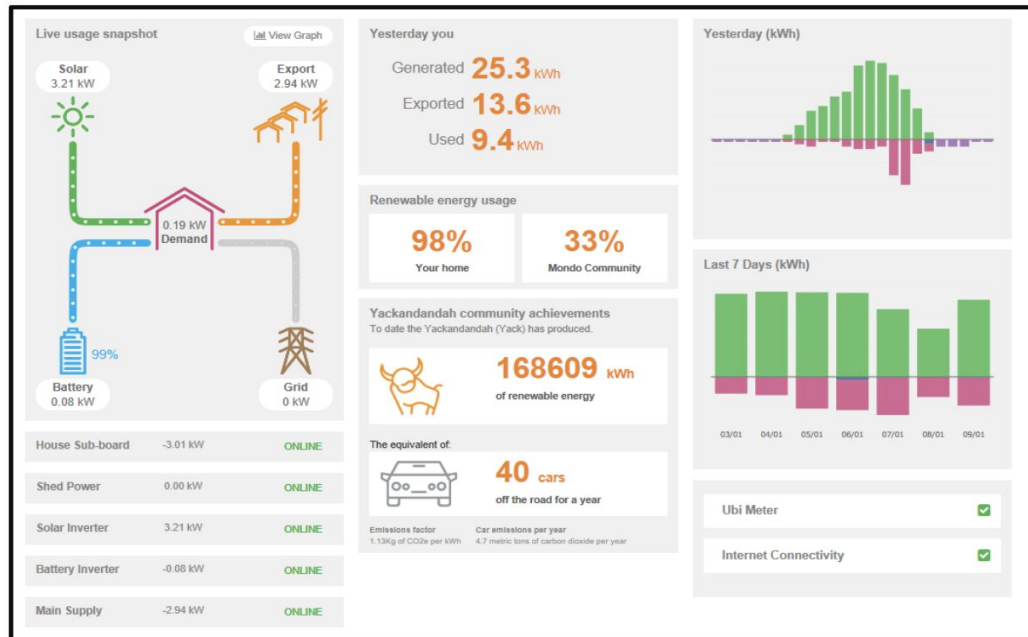 Live usage snapshot
View Graph
Solar
3.21 kW
Export
2.94 kW
0.19 kW
Demand
99%
Battery
0.08 kW
Grid
0 kW
House Sub-board -3.01 kW ONLINE
Shed Power 0.00 kW ONLINE
Solar Inverter 3.21 kW ONLINE
Battery Inverter -0.08 kW ONLINE
Main Supply -2.94 kW ONLINE
Yesterday you
Generated 25.3 kWh
Exported 13.6 kWh
Used 9.4 kWh
Renewable energy usage
98%
Your home
33%
Mondo Community
Yackandandah community achievements
To date the Yackandandah (Yack) has produced.
168609 kWh
of renewable energy
The equivalent of:
40 cars
off the road for a year
Emissions factor
1.13Kg of CO2e per kWh
Car emissions per year
4.7 metric tons of carbon dioxide per year
Yesterday (kWh)
Last 7 Days (kWh)
03/01 04/01 05/01 06/01 07/01 08/01 09/01
Ubi Meter
Internet Connectivity